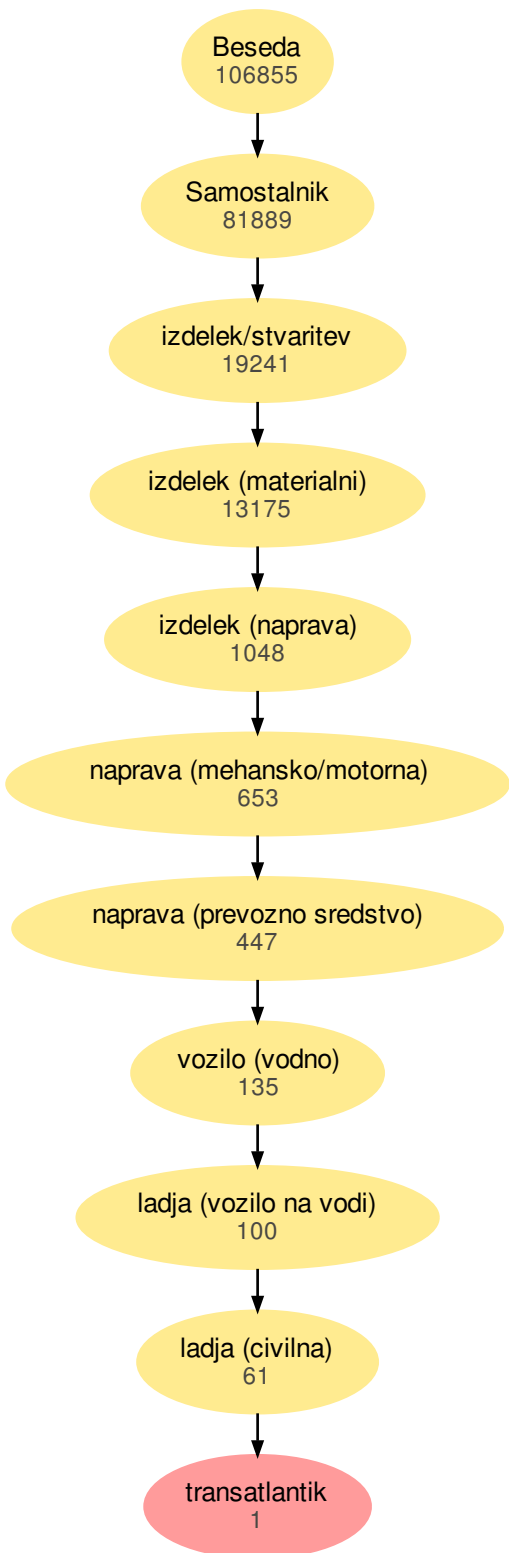 Beseda
106855
Samostalnik
81889
izdelek/stvaritev
19241
izdelek (materialni)
13175
izdelek (naprava)
1048
naprava (mehansko/motorna)
653
naprava (prevozno sredstvo)
447
vozilo (vodno)
135
ladja (vozilo na vodi)
100
ladja (civilna)
61
transatlantik
1